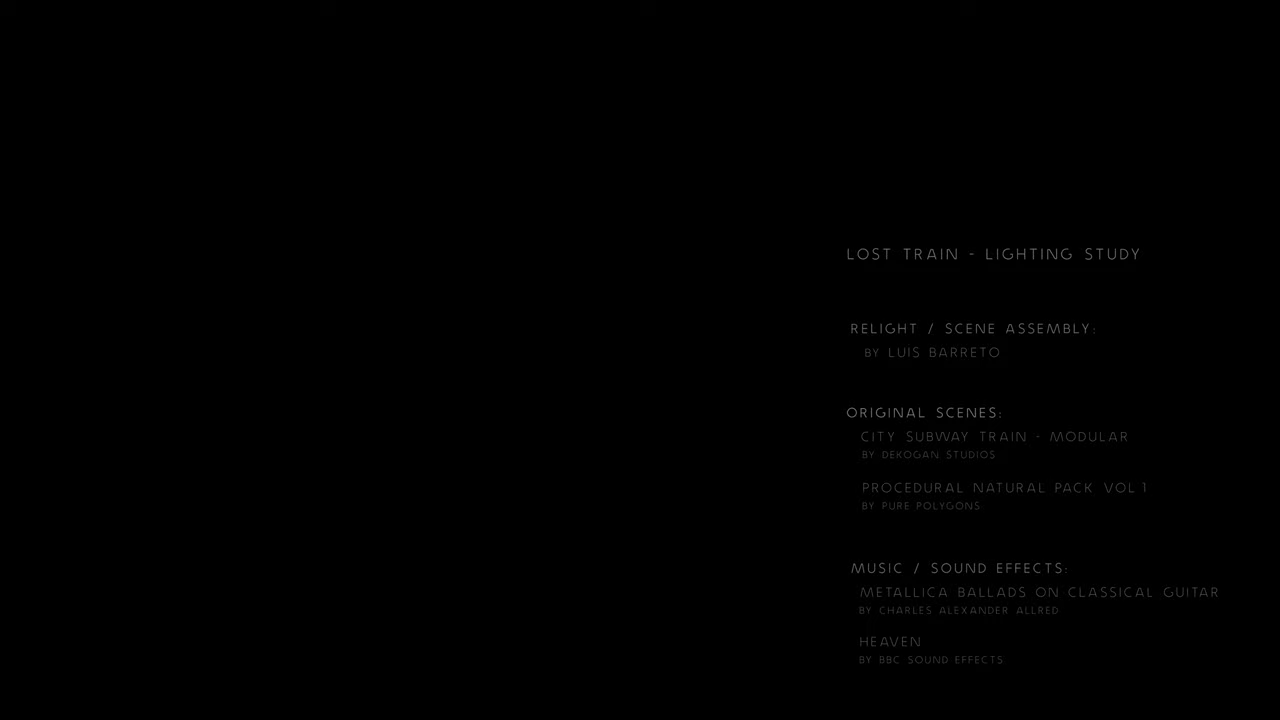 LOST TRAIN - LIGHTING STUDY
RELIGHT / SCENE ASSEMBLY:
BY LUIS BARRETO
ORIGINAL SCENES:
CITY SUBWAY TRAIN - MODULAR
BY DEKOGAN STUDIOS
PROCEDURAL NATURAL PACK VOL 1
BY PURE POLYGONS
MUSIC / SOUND EFFECTS:
METALLICA BALLADS ON CLASSICAL GUITAR
BY CHARLES ALEXANDER ALLRED
HEAVEN
BY BBC SOUND EFFECTS